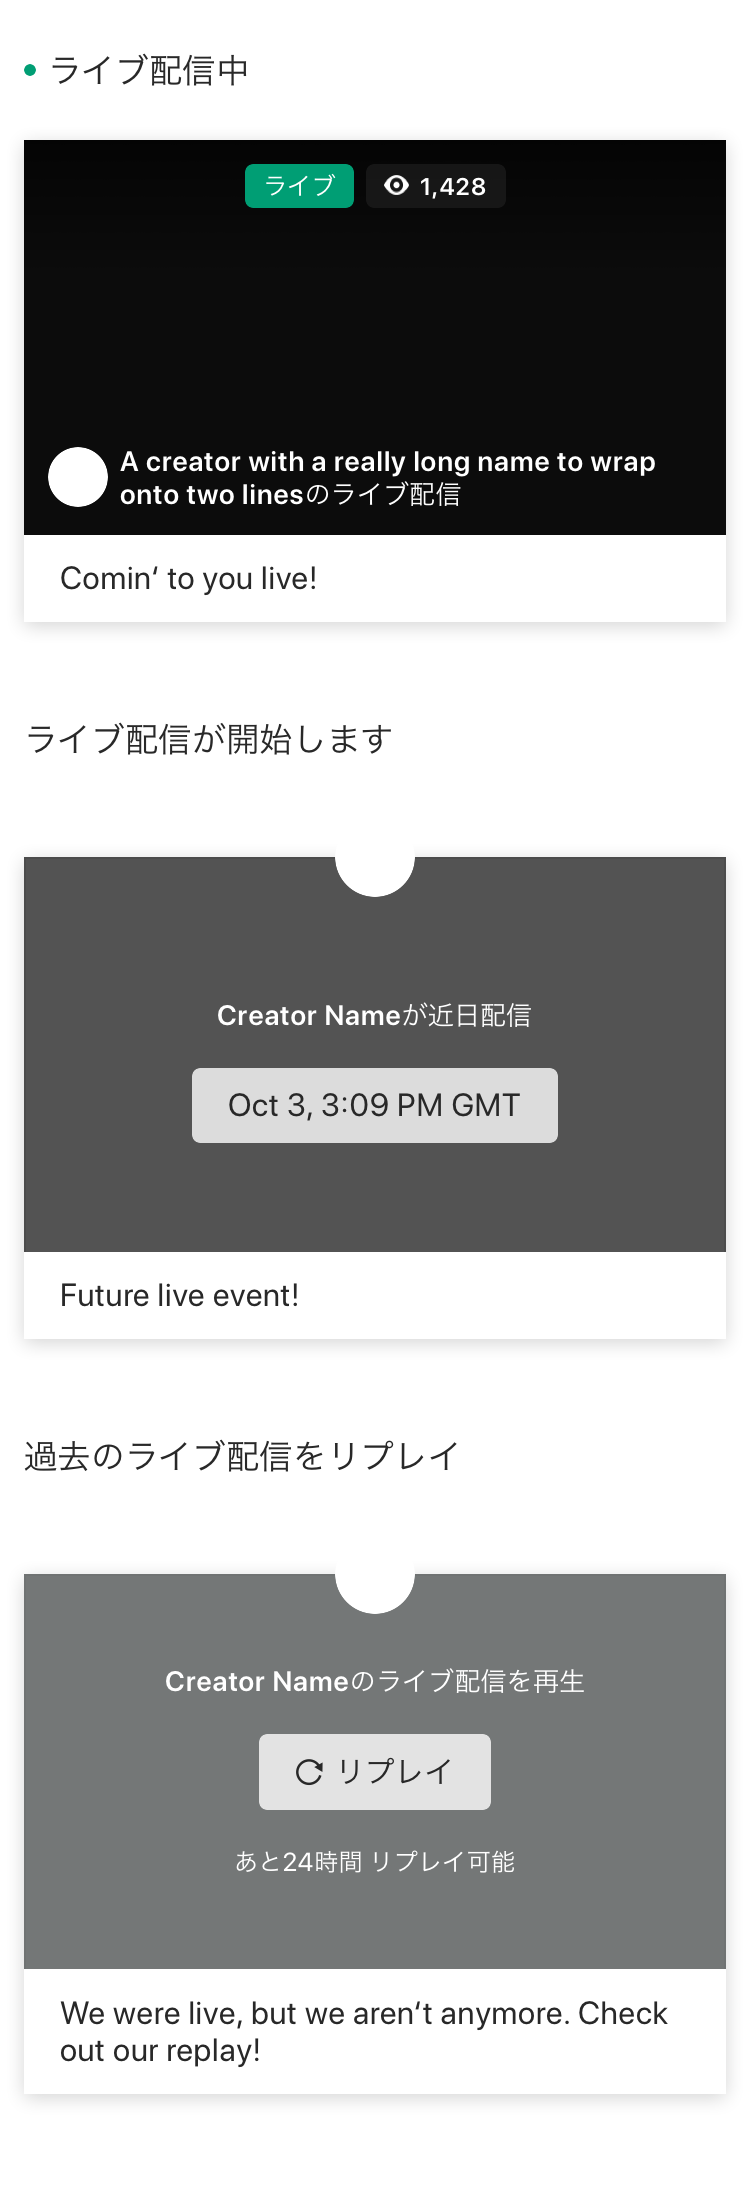 ライブ配信中
ライブ 1,428
A creator with a really long name to wrap
onto two linesのライブ配信
Comin‘ to you live!
ライブ配信が開始します
Creator Nameが近日配信
Oct 3, 3:09 PM GMT
Future live event!
過去のライブ配信をリプレイ
Creator Nameのライブ配信を再生
リプレイ
あと24時間 リプレイ可能
We were live, but we aren‘t anymore. Check
out our replay!